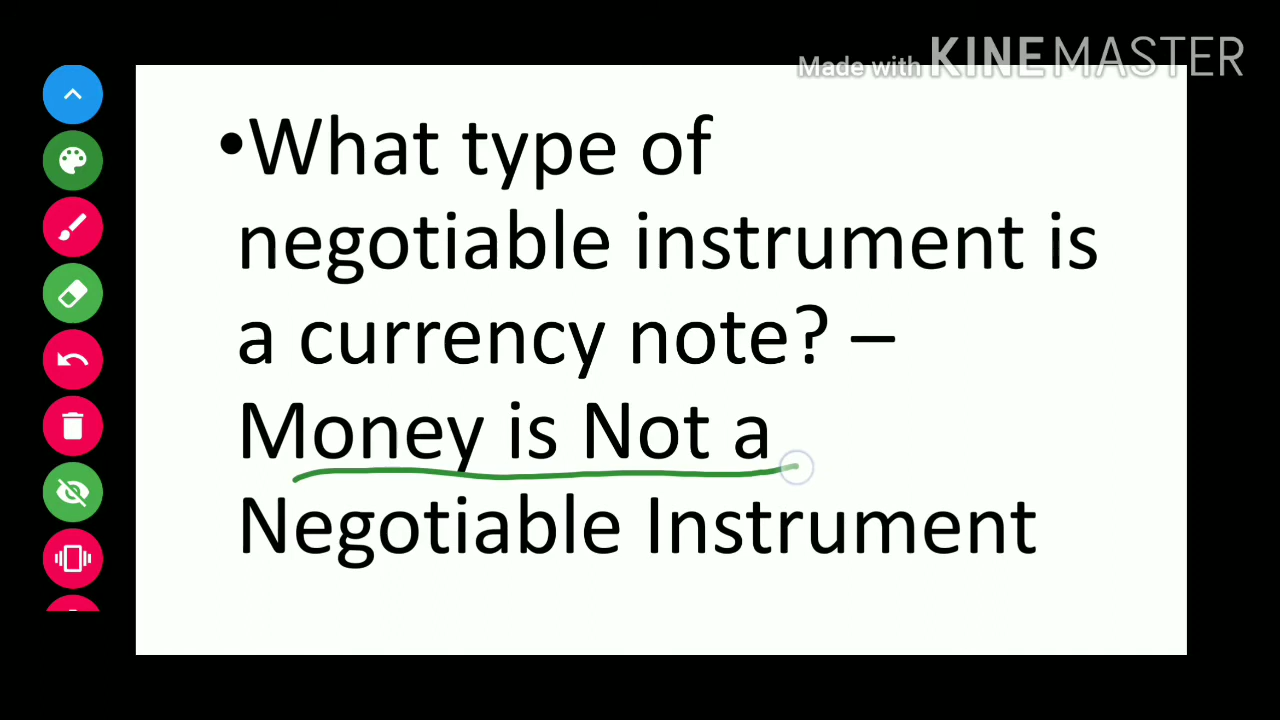 Made with KINEMASTER
•What type of
negotiable instrument is
a currency note? –
Money is Not a
Negotiable Instrument